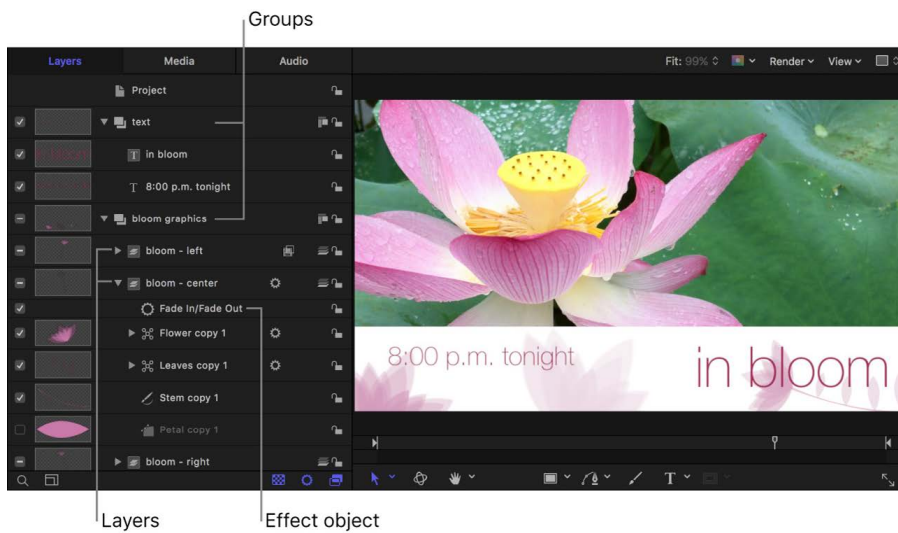 Groups
Layers Media Audio
Fit: 99% Render View
Project
text
in bloom
in bloom
8:00 p.m. tonight
bloom graphics
bloom - left
bloom - center
Fade In/Fade Out
Flower copy 1
Leaves copy 1
Stem copy 1
Petal copy 1
bloom - right
8:00 p.m. tonight
in bloom
T
Layers
Effect object